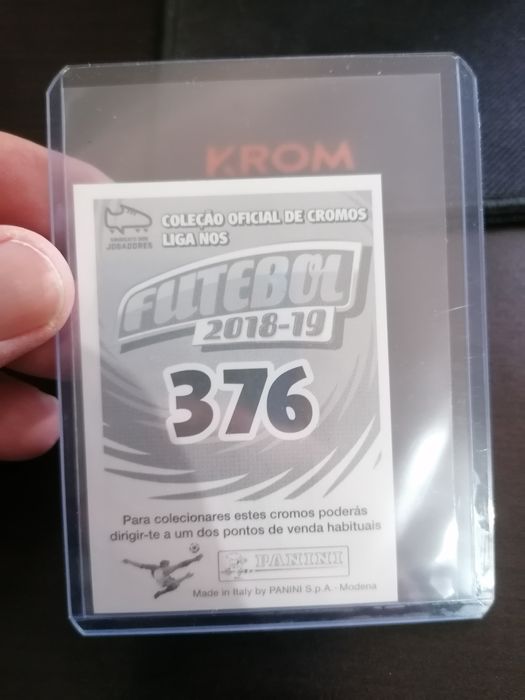 KROM
COLEÇÃO OFICIAL DE CROMOS
LIGA NOS
SINDICATO DOS
JOGADORES
FUTEBOL
2018-19
376
Para colecionares estes cromos poderás
dirigir-te a um dos pontos de venda habituais
PANINI
Made in Italy by PANINI S.p.A. - Modena